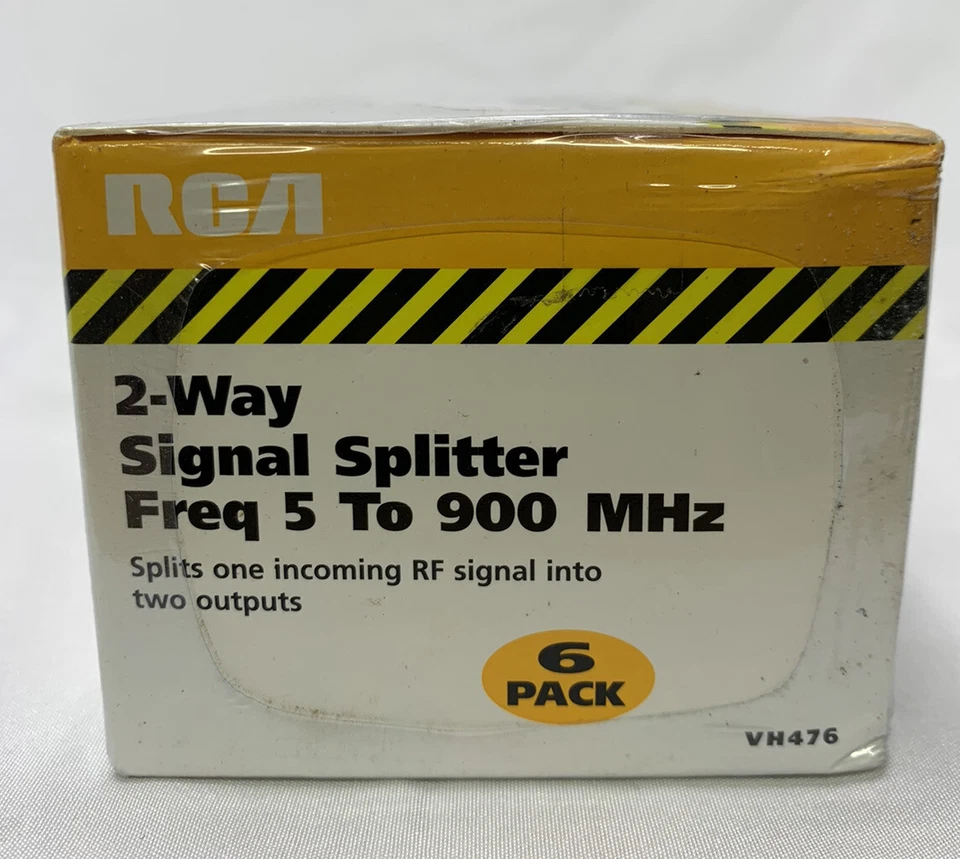 RCA
2-Way
Signal Splitter
Freq 5 To 900 MHz
Splits one incoming RF signal into
two outputs
6
PACK
VH476